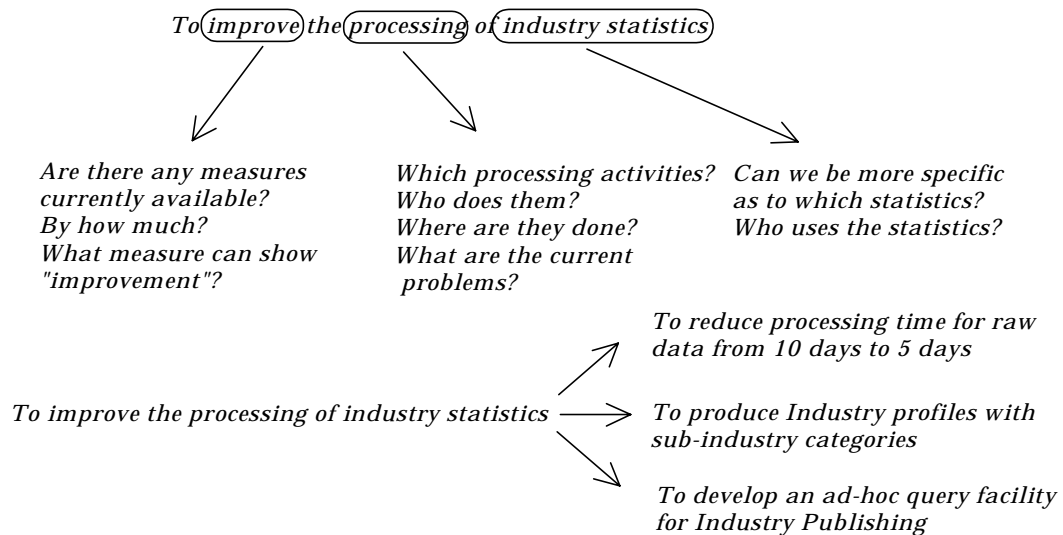 To improve the processing of industry statistics
Are there any measures
currently available?
By how much?
What measure can show
"improvement"?
Which processing activities?
Who does them?
Where are they done?
What are the current
problems?
Can we be more specific
as to which statistics?
Who uses the statistics?
To improve the processing of industry statistics
To reduce processing time for raw
data from 10 days to 5 days
To produce Industry profiles with
sub-industry categories
To develop an ad-hoc query facility
for Industry Publishing